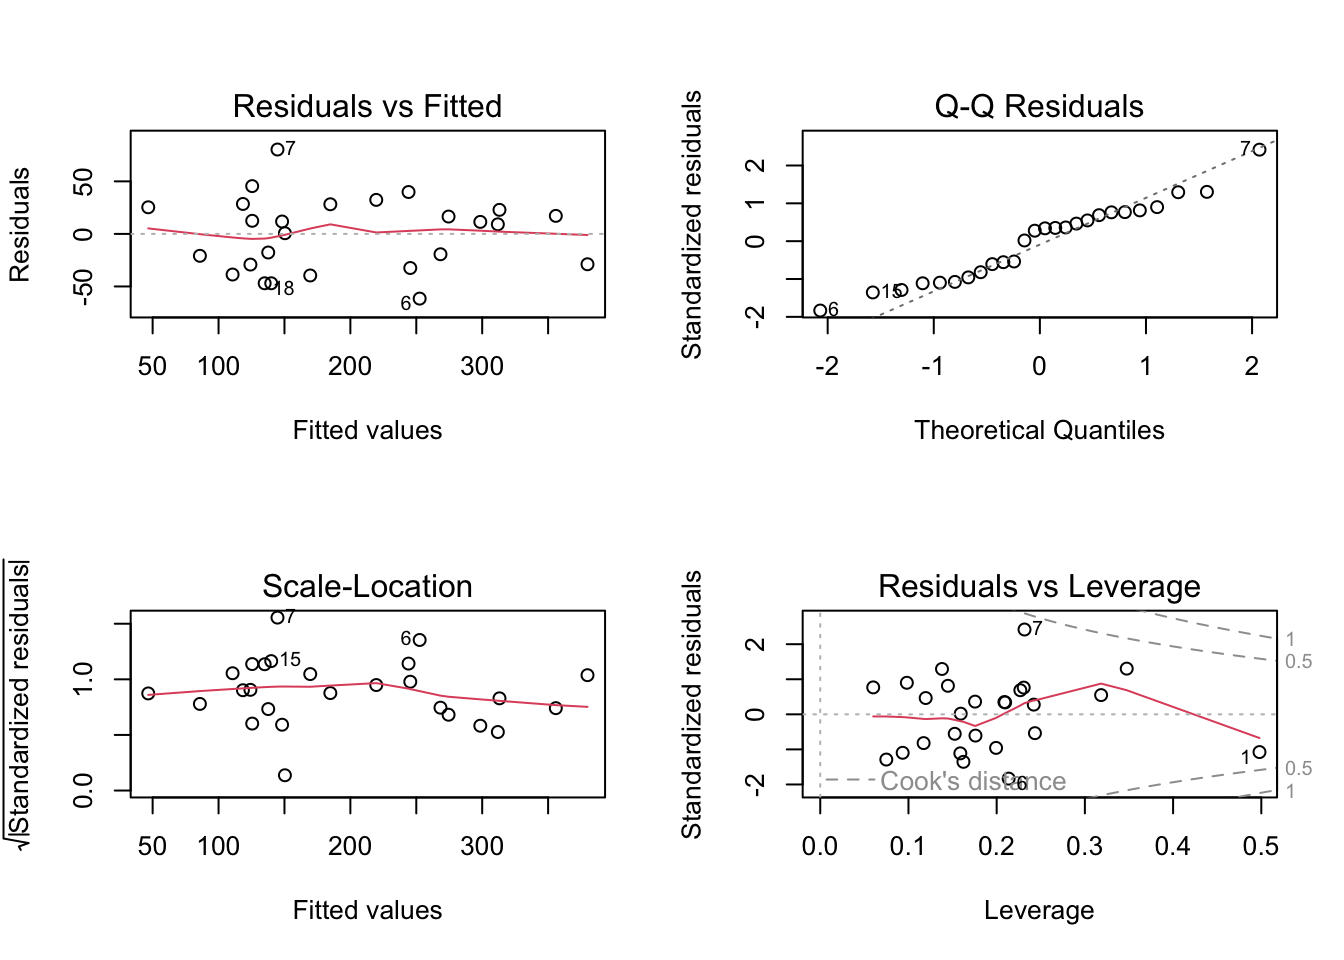 Residuals vs Fitted
Residuals
50
0
-50
7
18
6
50 100 200 300
Fitted values
Q-Q Residuals
Standardized residuals
2
1
0
-2
7
15
6
-2 -1 0 1 2
Theoretical Quantiles
Scale-Location
√|Standardized residuals|
1.0
0.0
7
6
15
50 100 200 300
Fitted values
Residuals vs Leverage
Standardized residuals
2
0
-2
7
1
6
1
0.5
0.5
1
Cook's distance
0.0 0.1 0.2 0.3 0.4 0.5
Leverage